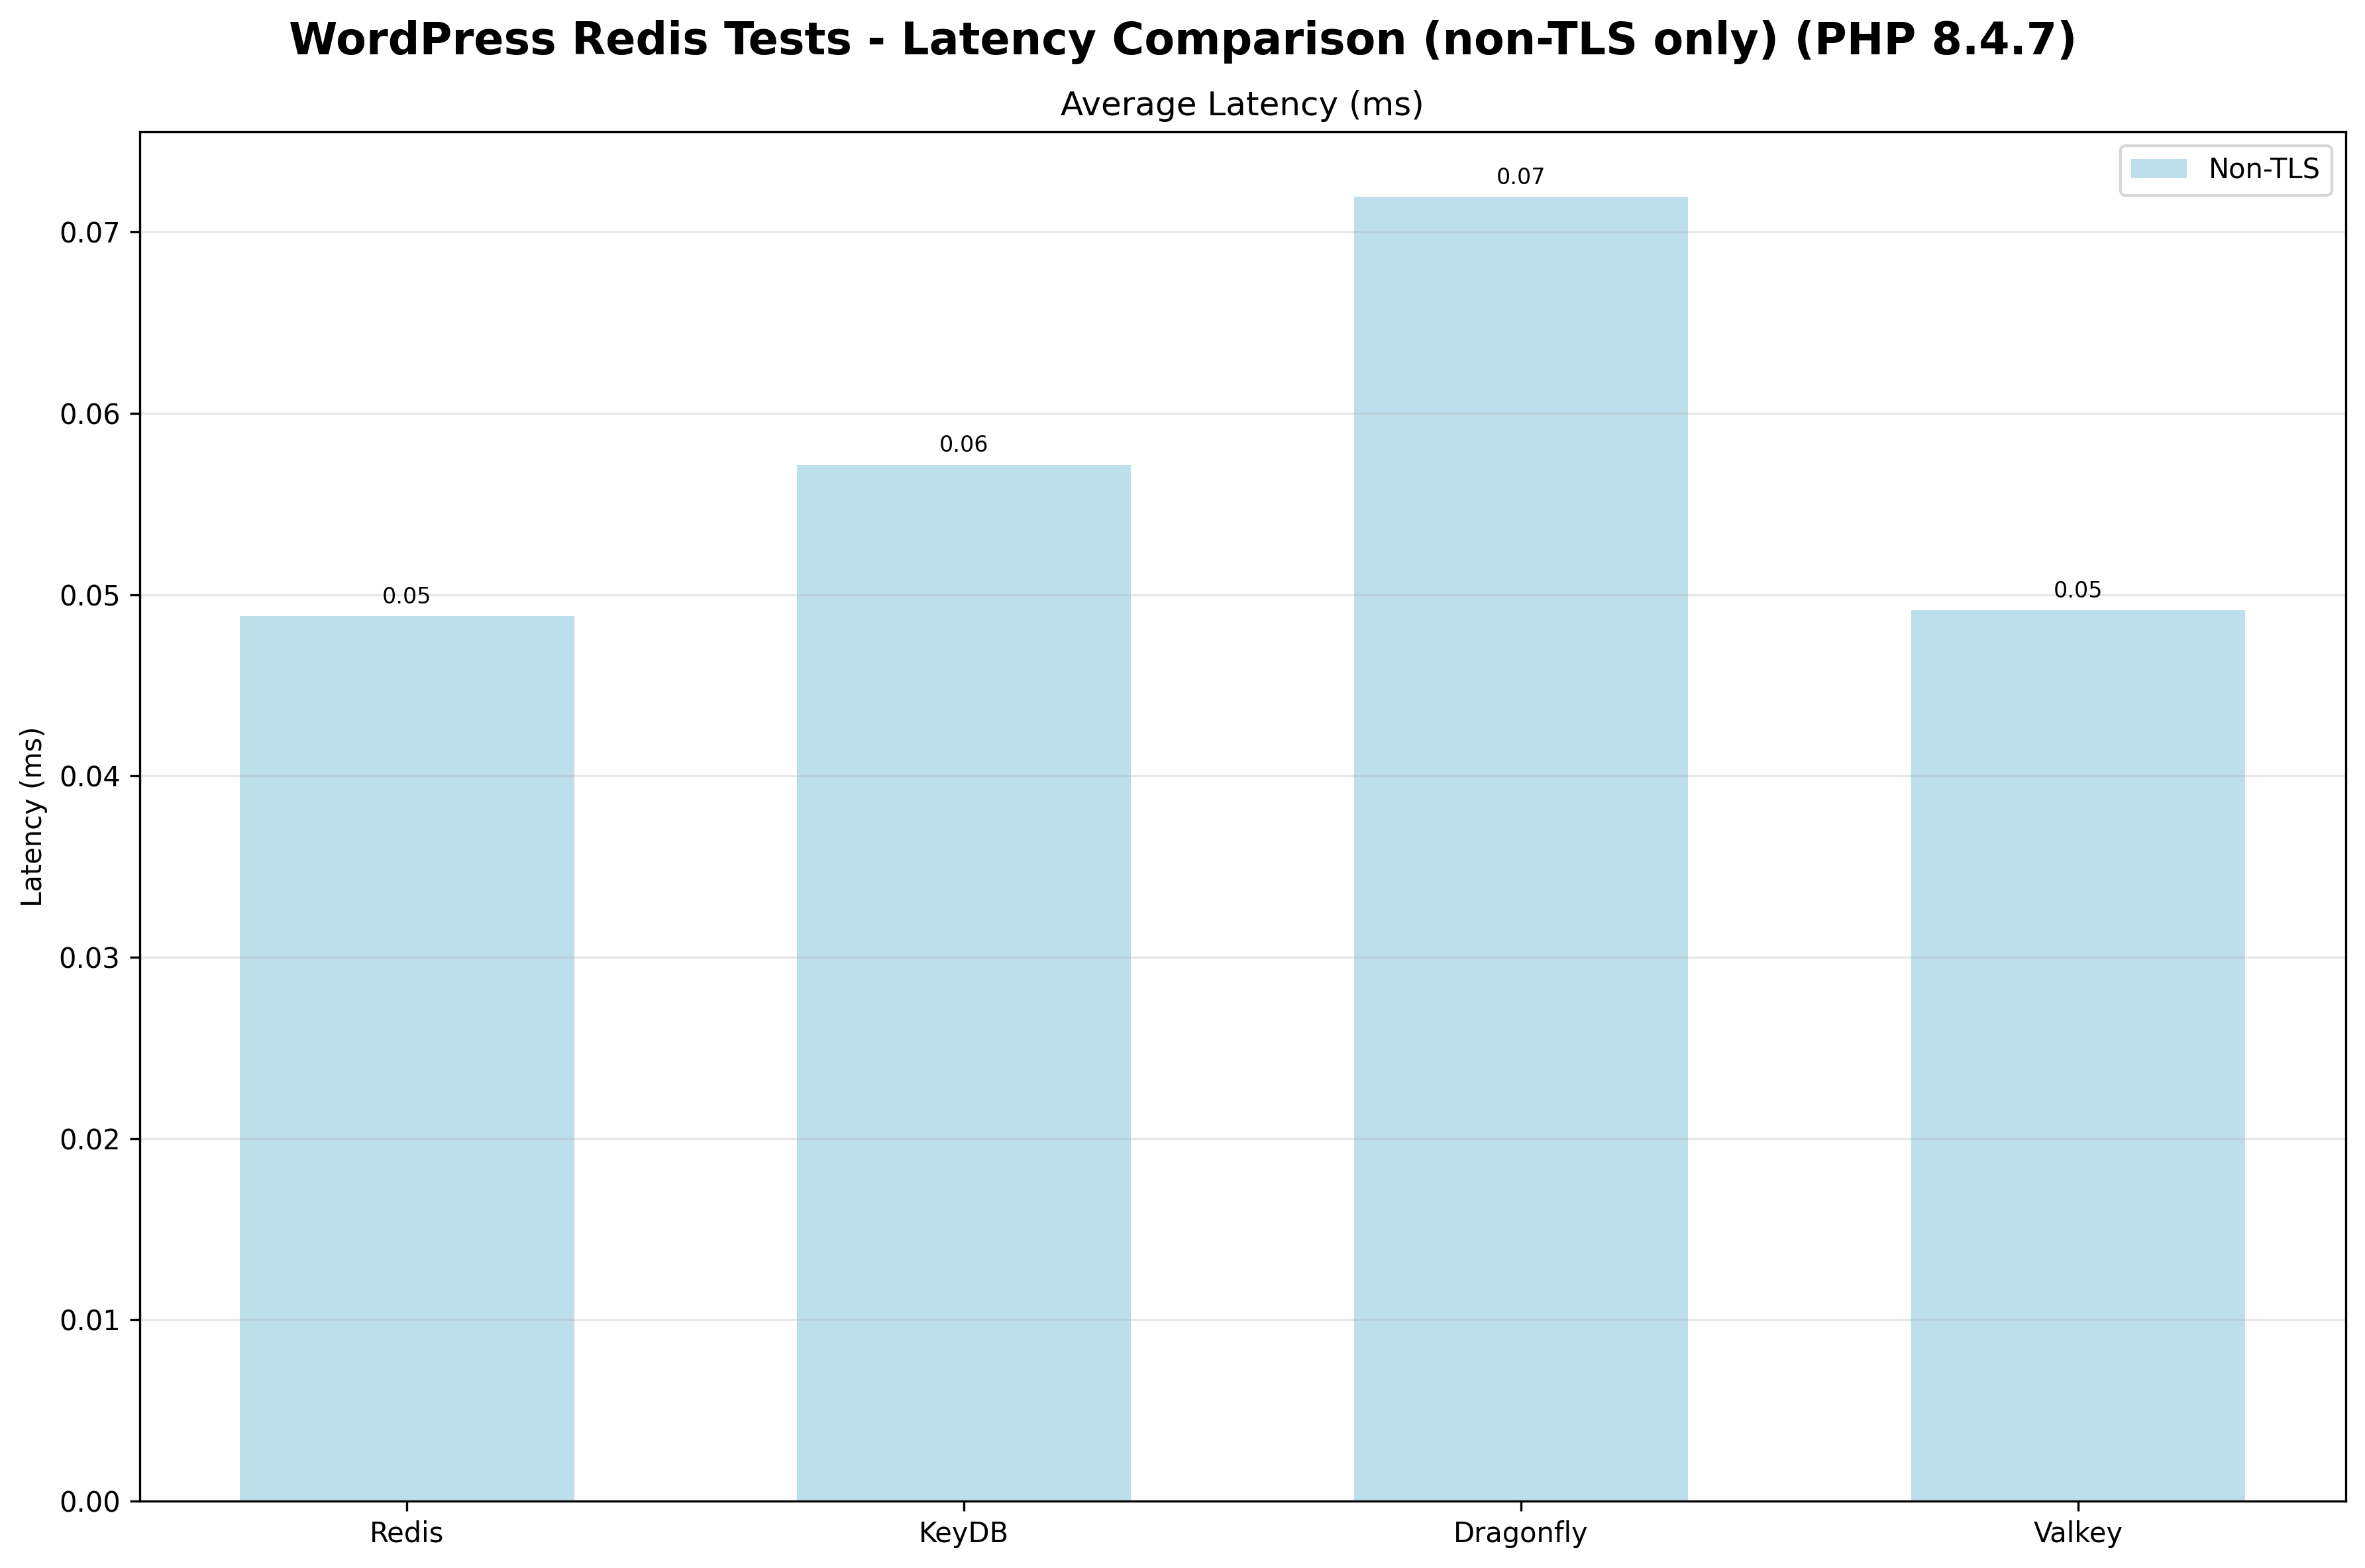 WordPress Redis Tests - Latency Comparison (non-TLS only) (PHP 8.4.7)
Average Latency (ms)
Non-TLS
0.07
0.06
0.05
0.05
0.07
0.06
0.05
0.04
0.03
0.02
0.01
0.00
Latency (ms)
Redis
KeyDB
Dragonfly
Valkey